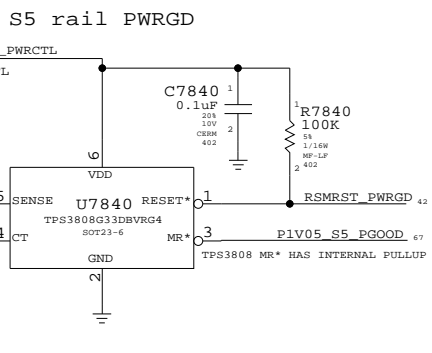 S5 rail PWRGD
_PWRCTL
C7840
0.1uF
20%
10V
CERM
402
1
2
R7840
100K
5%
1/16W
MF-LF
402
1
2
6
VDD
SENSE
U7840
RESET*
1
RSMRST_PWRGD 42
TPS3808G33DBVRG4
SOT23-6
CT
MR*
3
P1V05_S5_PGOOD 67
GND
TPS3808 MR* HAS INTERNAL PULLUP
2